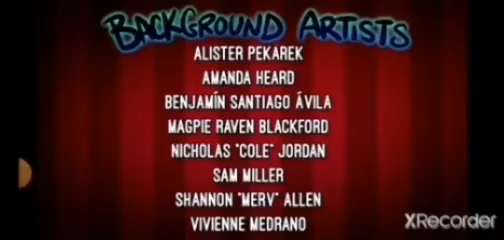 BACKGROUND ARTISTS
ALISTER PEKAREK
AMANDA HEARD
BENJAMÍN SANTIAGO ÁVILA
MAGPIE RAVEN BLACKFORD
NICHOLAS "COLE" JORDAN
SAM MILLER
SHANNON "MERV" ALLEN
VIVIENNE MEDRANO
XRecorder